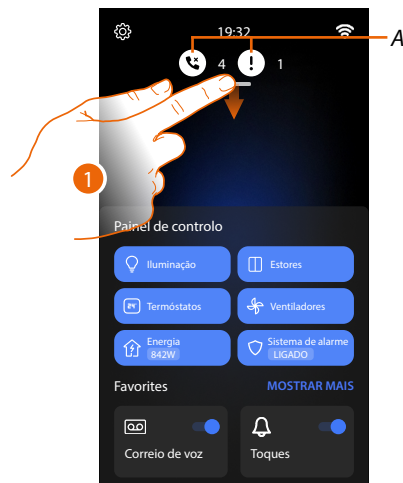 19:32
A
4 1
1
Painel de controlo
Iluminação Estores
Termóstatos Ventiladores
Energia Sistema de alarme
842W LIGADO
Favorites MOSTRAR MAIS
Correio de voz Toques